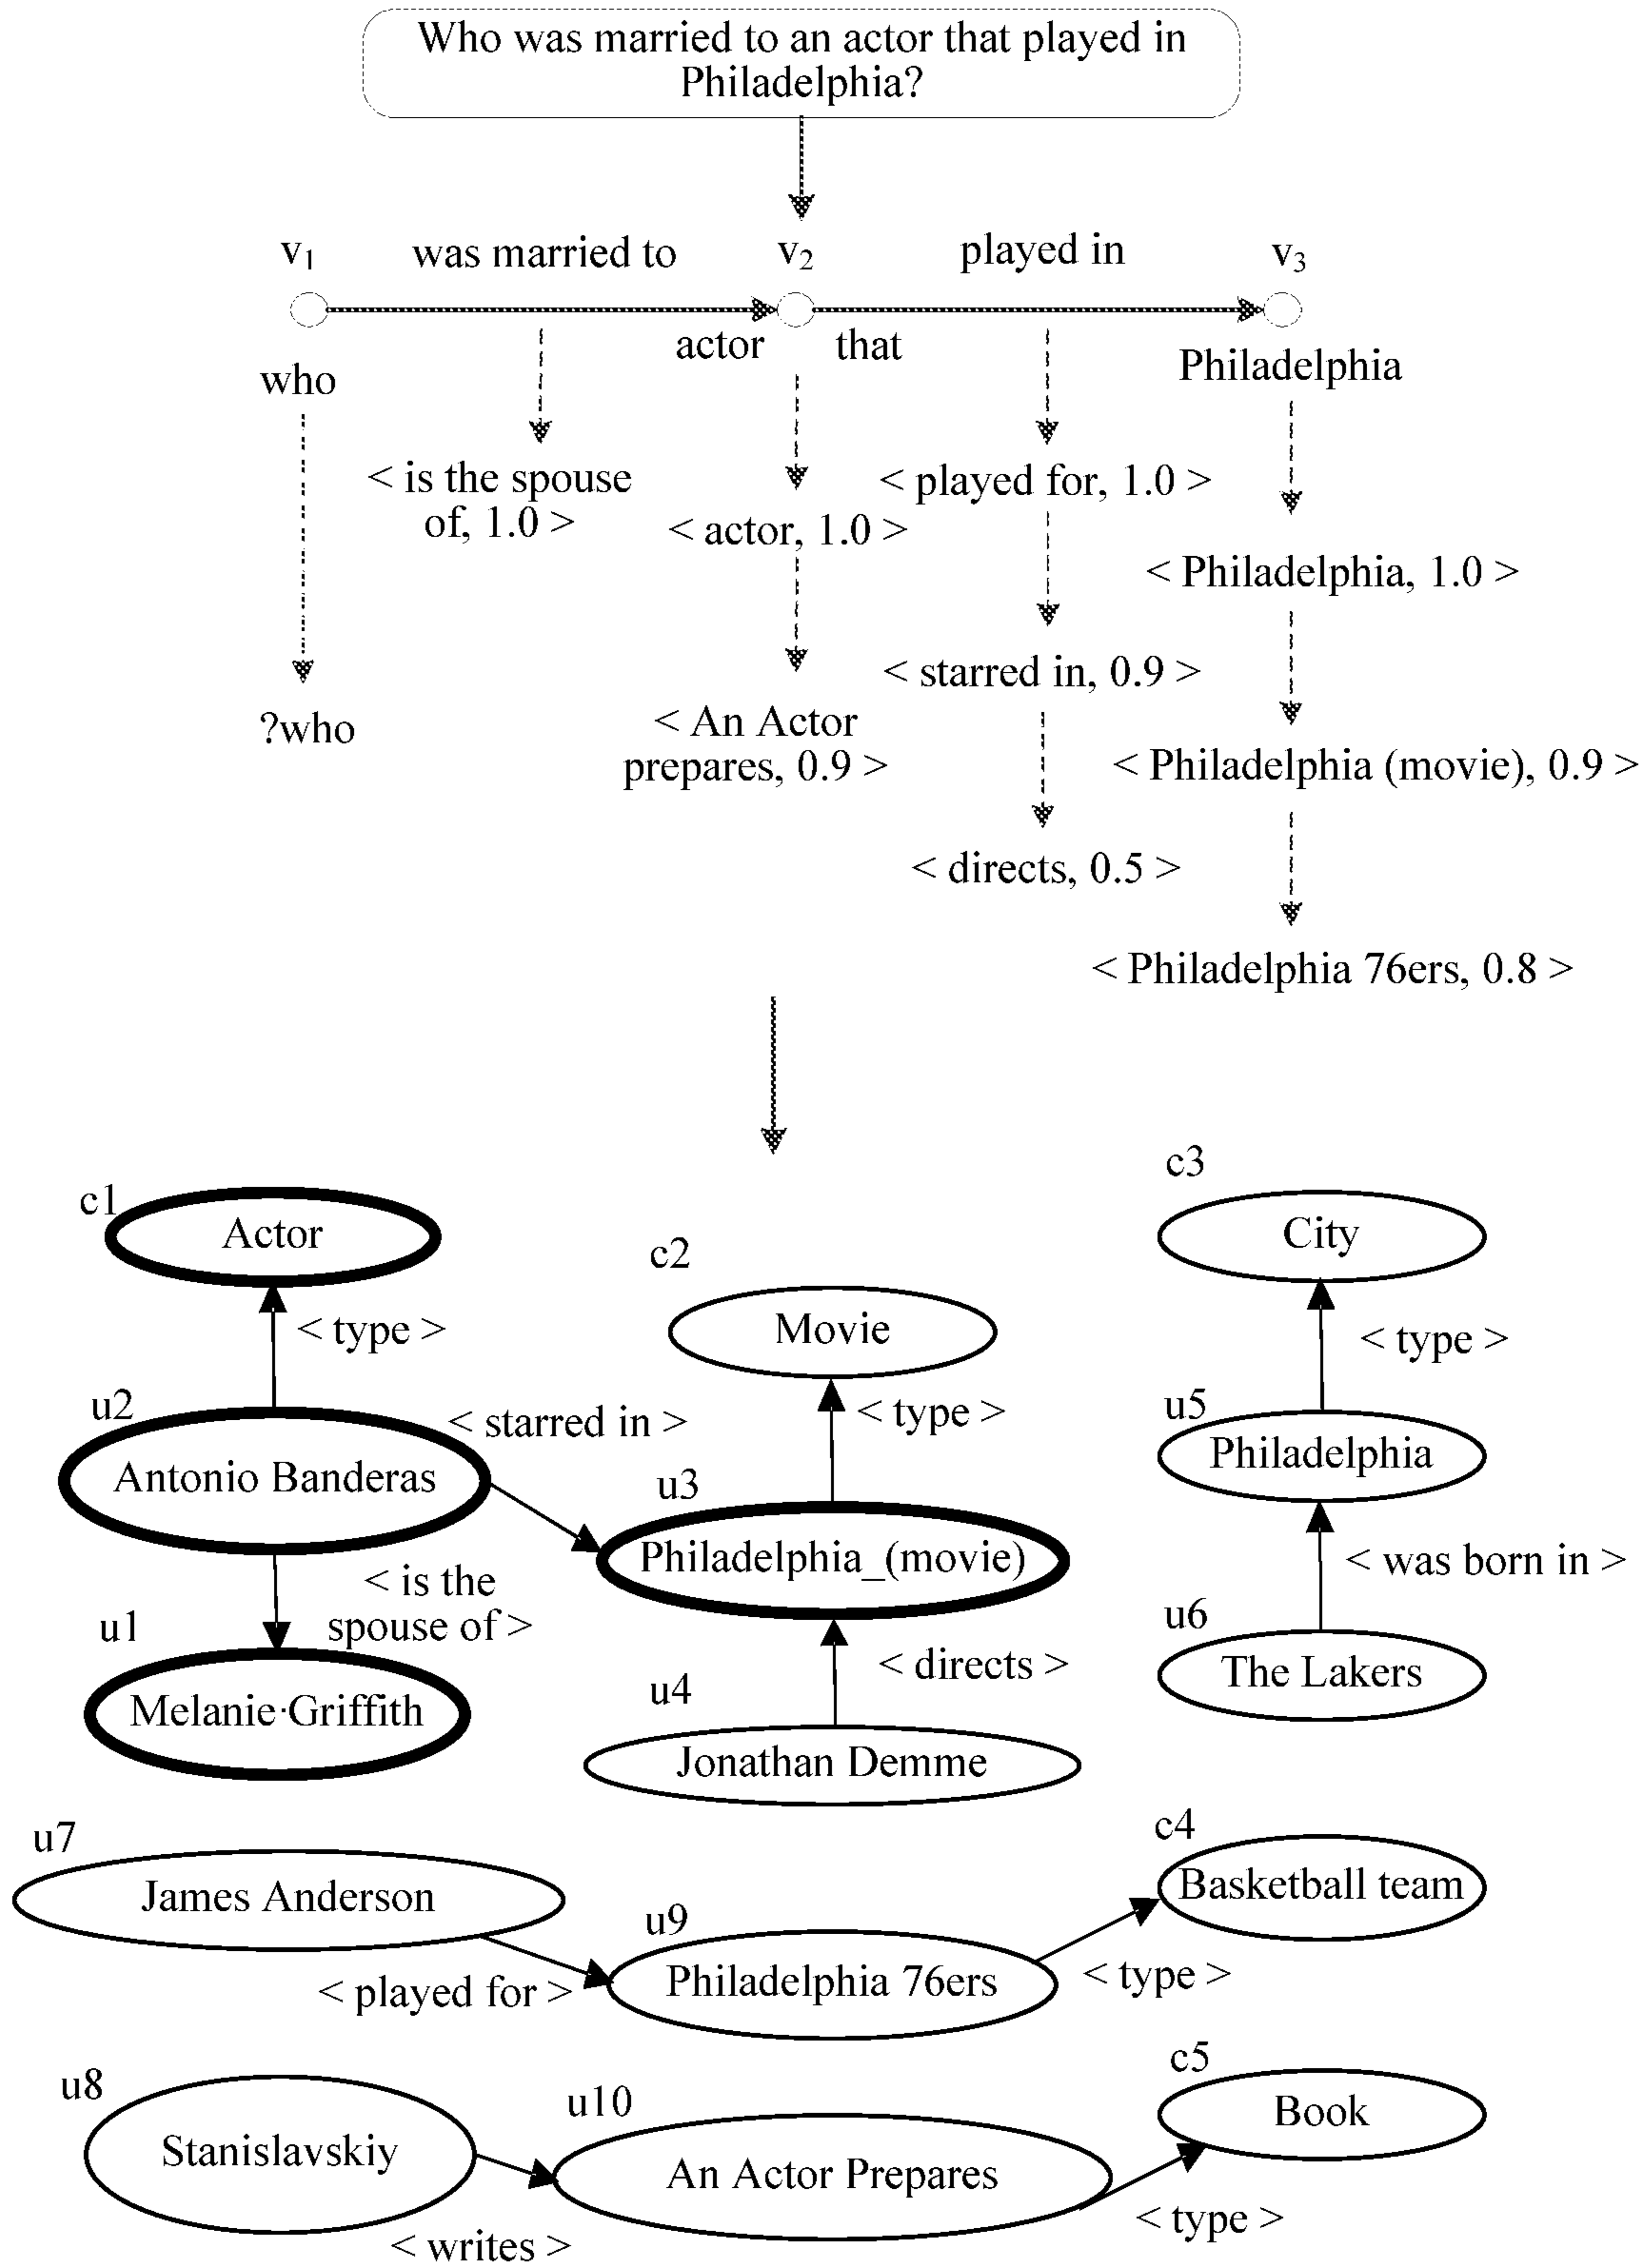 Who was married to an actor that played in
Philadelphia?
v1
was married to
v2
played in
v3
who
actor
that
Philadelphia
< is the spouse
of, 1.0 >
< actor, 1.0 >
< played for, 1.0 >
< Philadelphia, 1.0 >
?who
< An Actor
prepares, 0.9 >
< starred in, 0.9 >
< Philadelphia (movie), 0.9 >
< directs, 0.5 >
< Philadelphia 76ers, 0.8 >
c1
Actor
< type >
u2
Antonio Banderas
< starred in >
< is the
spouse of >
u1
Melanie·Griffith
c2
Movie
< type >
u3
Philadelphia_(movie)
< directs >
u4
Jonathan Demme
c3
City
< type >
u5
Philadelphia
< was born in >
u6
The Lakers
u7
James Anderson
< played for >
u9
Philadelphia 76ers
< type >
c4
Basketball team
u8
Stanislavskiy
< writes >
u10
An Actor Prepares
< type >
c5
Book